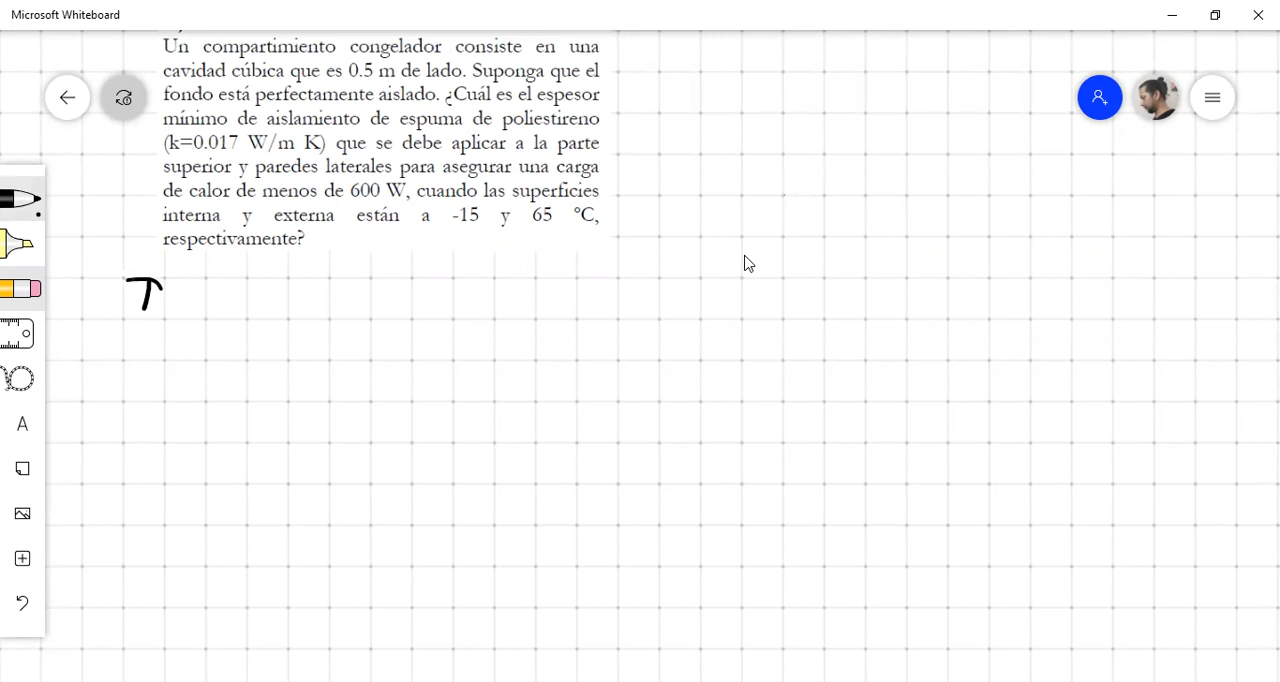 Microsoft Whiteboard
Un compartimiento congelador consiste en una
cavidad cúbica que es 0.5 m de lado. Suponga que el
fondo está perfectamente aislado. ¿Cuál es el espesor
mínimo de aislamiento de espuma de poliestireno
(k=0.017 W/m K) que se debe aplicar a la parte
superior y paredes laterales para asegurar una carga
de calor de menos de 600 W, cuando las superficies
interna y externa están a -15 y 65 ºC,
respectivamente?
T
A